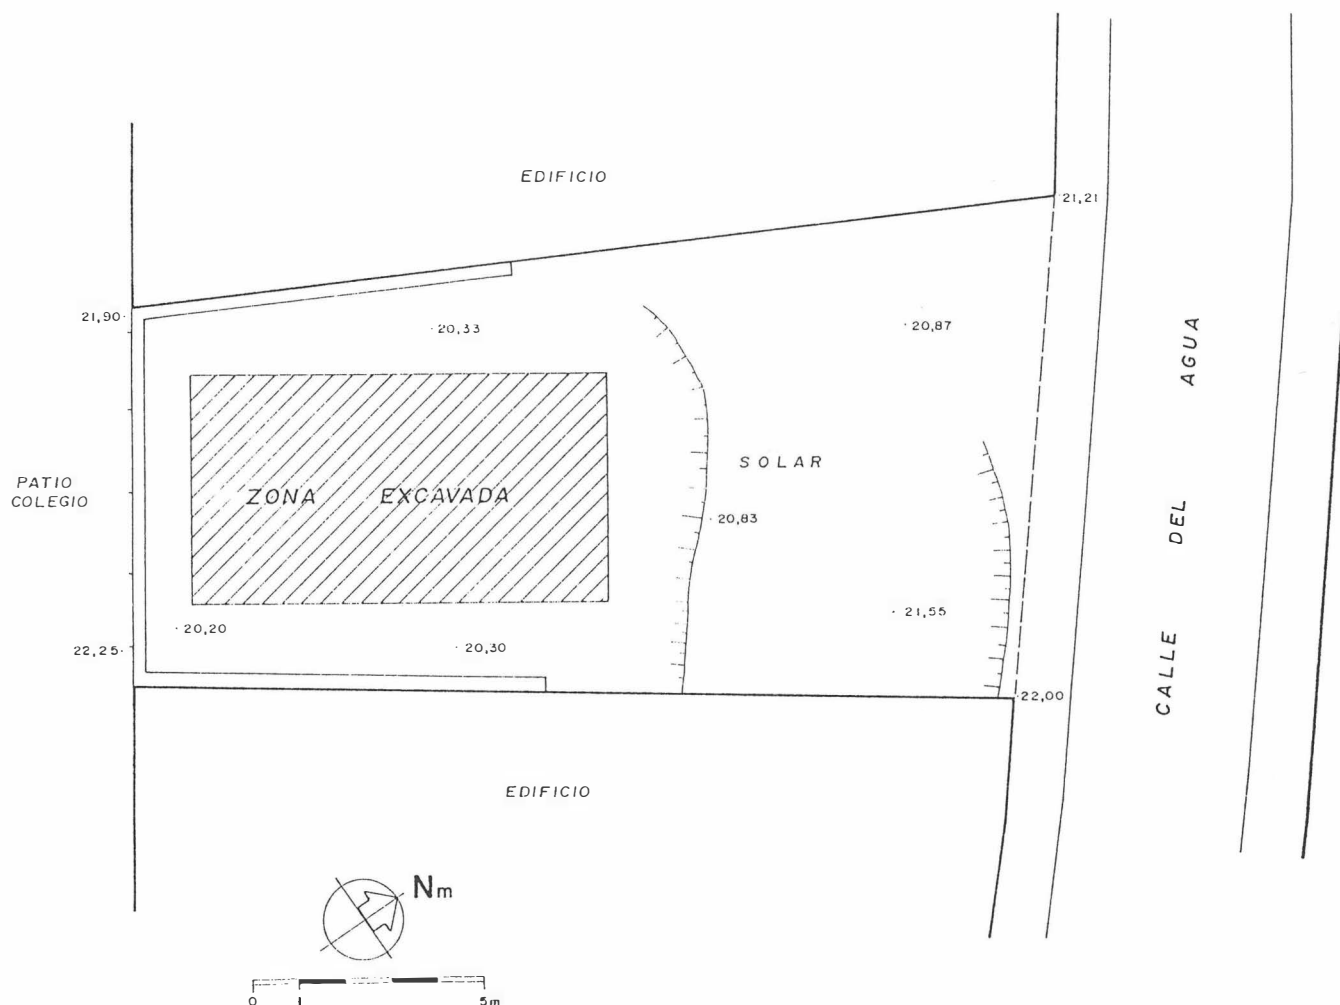 EDIFICIO
21,21
21,90
20,33
20,87
CALLE DEL AGUA
SOLAR
PATIO
COLEGIO
ZONA EXCAVADA
20,83
21,55
20,20
20,30
22,25
22,00
EDIFICIO
Nm
0 1 5m